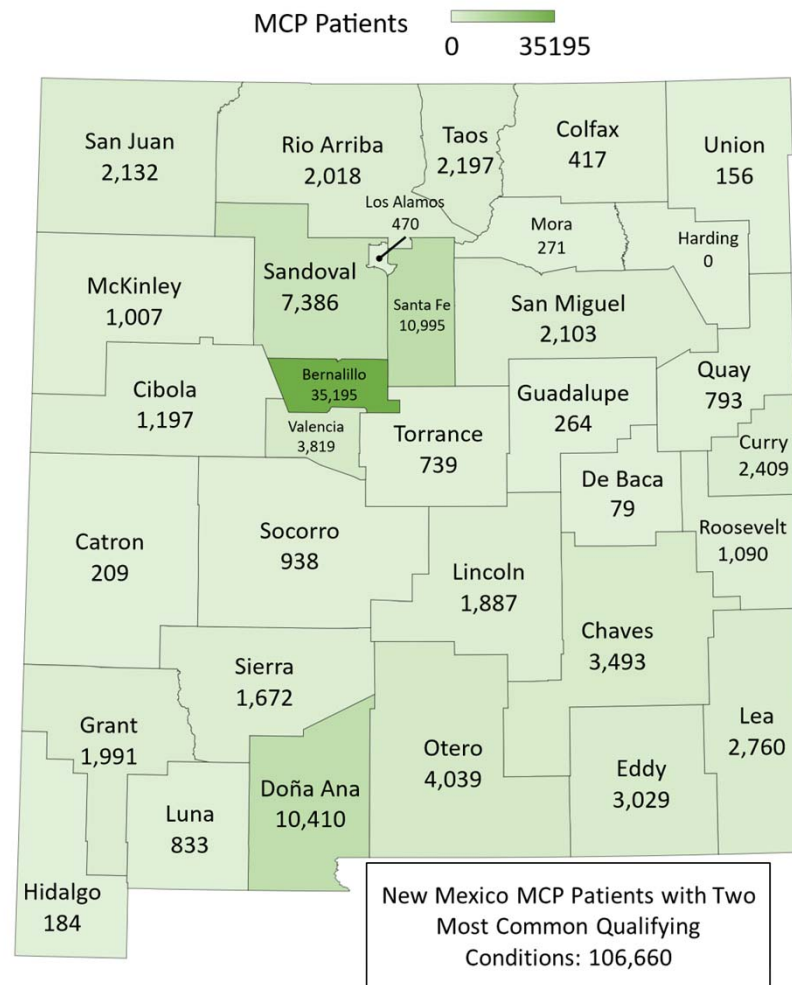 MCP Patients
0 35195
San Juan
2,132
Rio Arriba
2,018
Taos
2,197
Colfax
417
Union
156
Los Alamos
470
Mora
271
Harding
0
McKinley
1,007
Sandoval
7,386
Santa Fe
10,995
San Miguel
2,103
Cibola
1,197
Bernalillo
35,195
Valencia
3,819
Torrance
739
Guadalupe
264
Quay
793
Curry
2,409
De Baca
79
Roosevelt
1,090
Catron
209
Socorro
938
Lincoln
1,887
Chaves
3,493
Sierra
1,672
Grant
1,991
Lea
2,760
Otero
4,039
Eddy
3,029
Doña Ana
10,410
Luna
833
Hidalgo
184
New Mexico MCP Patients with Two
Most Common Qualifying
Conditions: 106,660